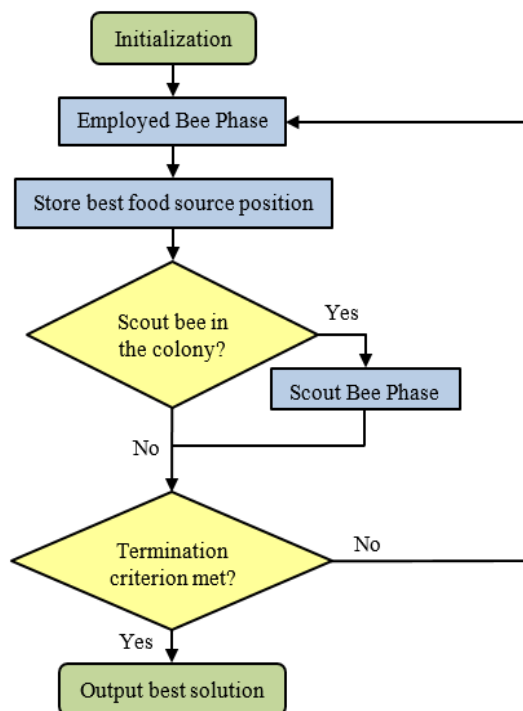 Initialization
Employed Bee Phase
Store best food source position
Scout bee in
the colony?
Yes
Scout Bee Phase
No
Termination
criterion met?
No
Yes
Output best solution